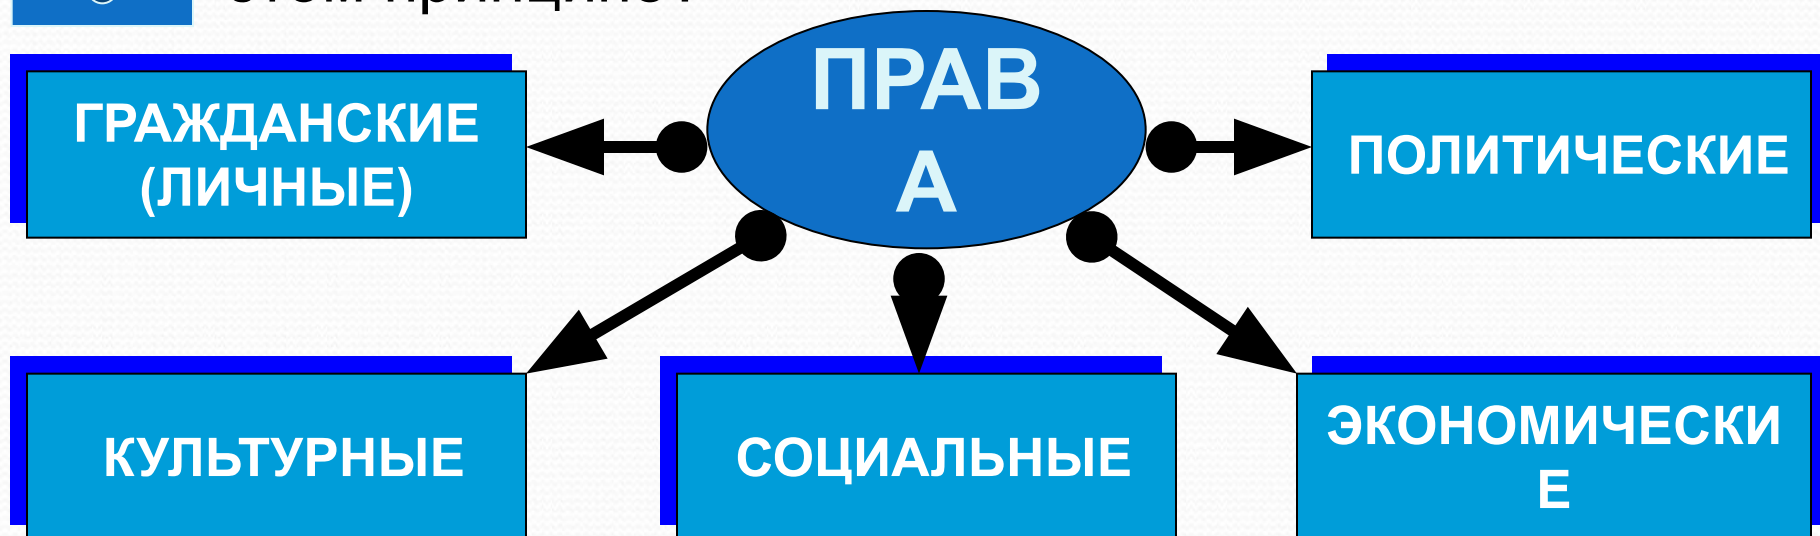 ПРАВ
А
ГРАЖДАНСКИЕ
(ЛИЧНЫЕ)
ПОЛИТИЧЕСКИЕ
КУЛЬТУРНЫЕ
СОЦИАЛЬНЫЕ
ЭКОНОМИЧЕСКИ
Е